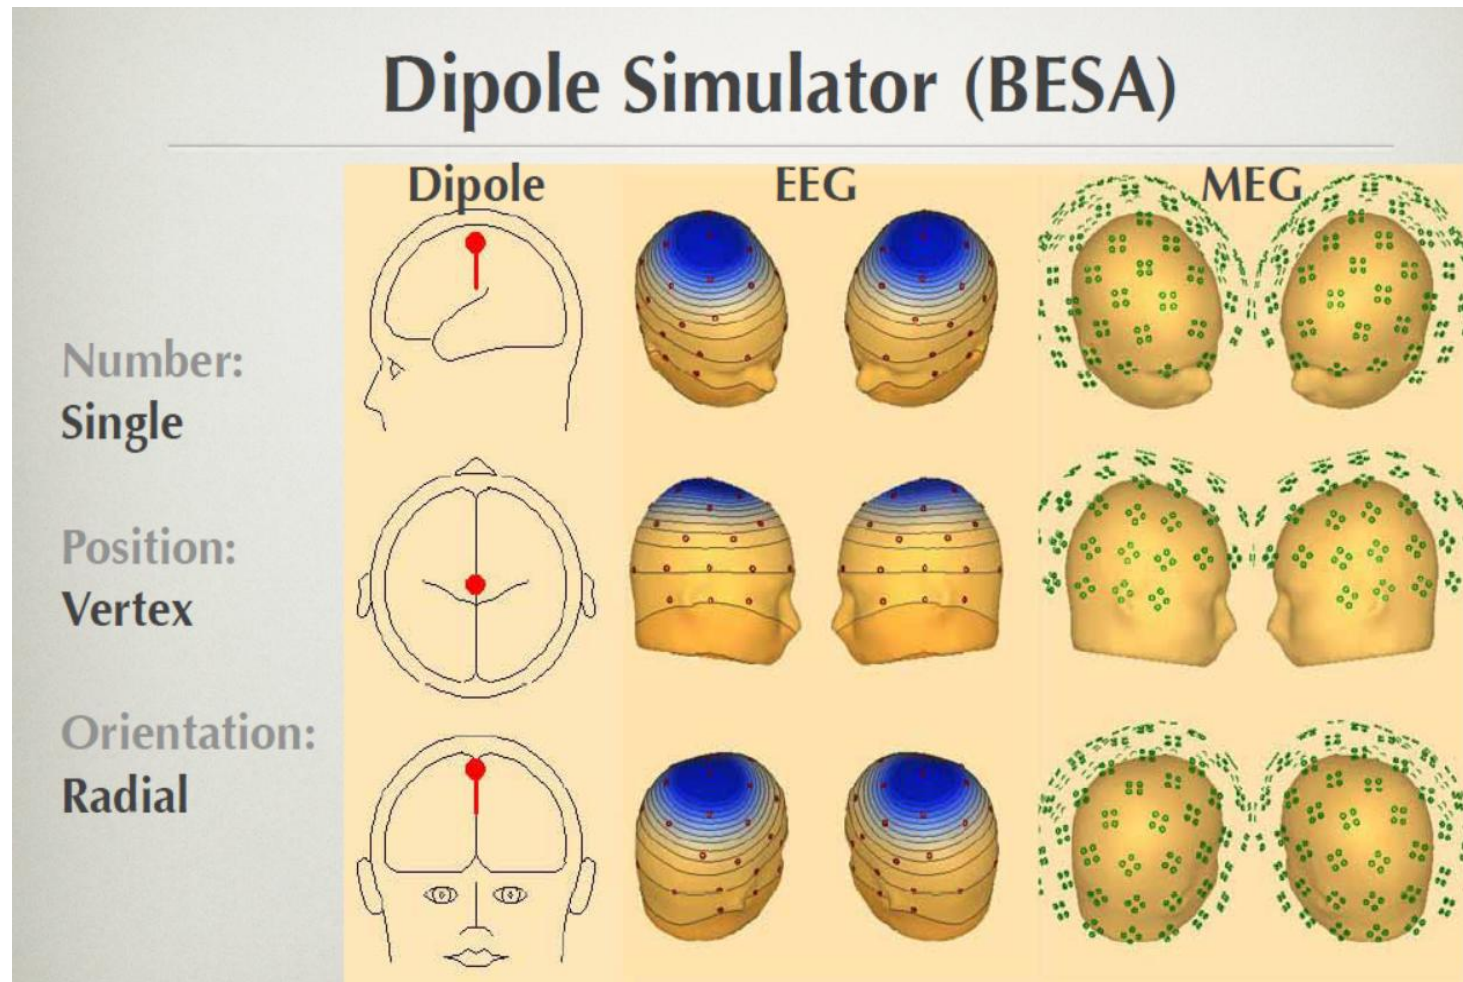 Dipole Simulator (BESA)
Dipole
EEG
MEG
Number:
Single
Position:
Vertex
Orientation:
Radial